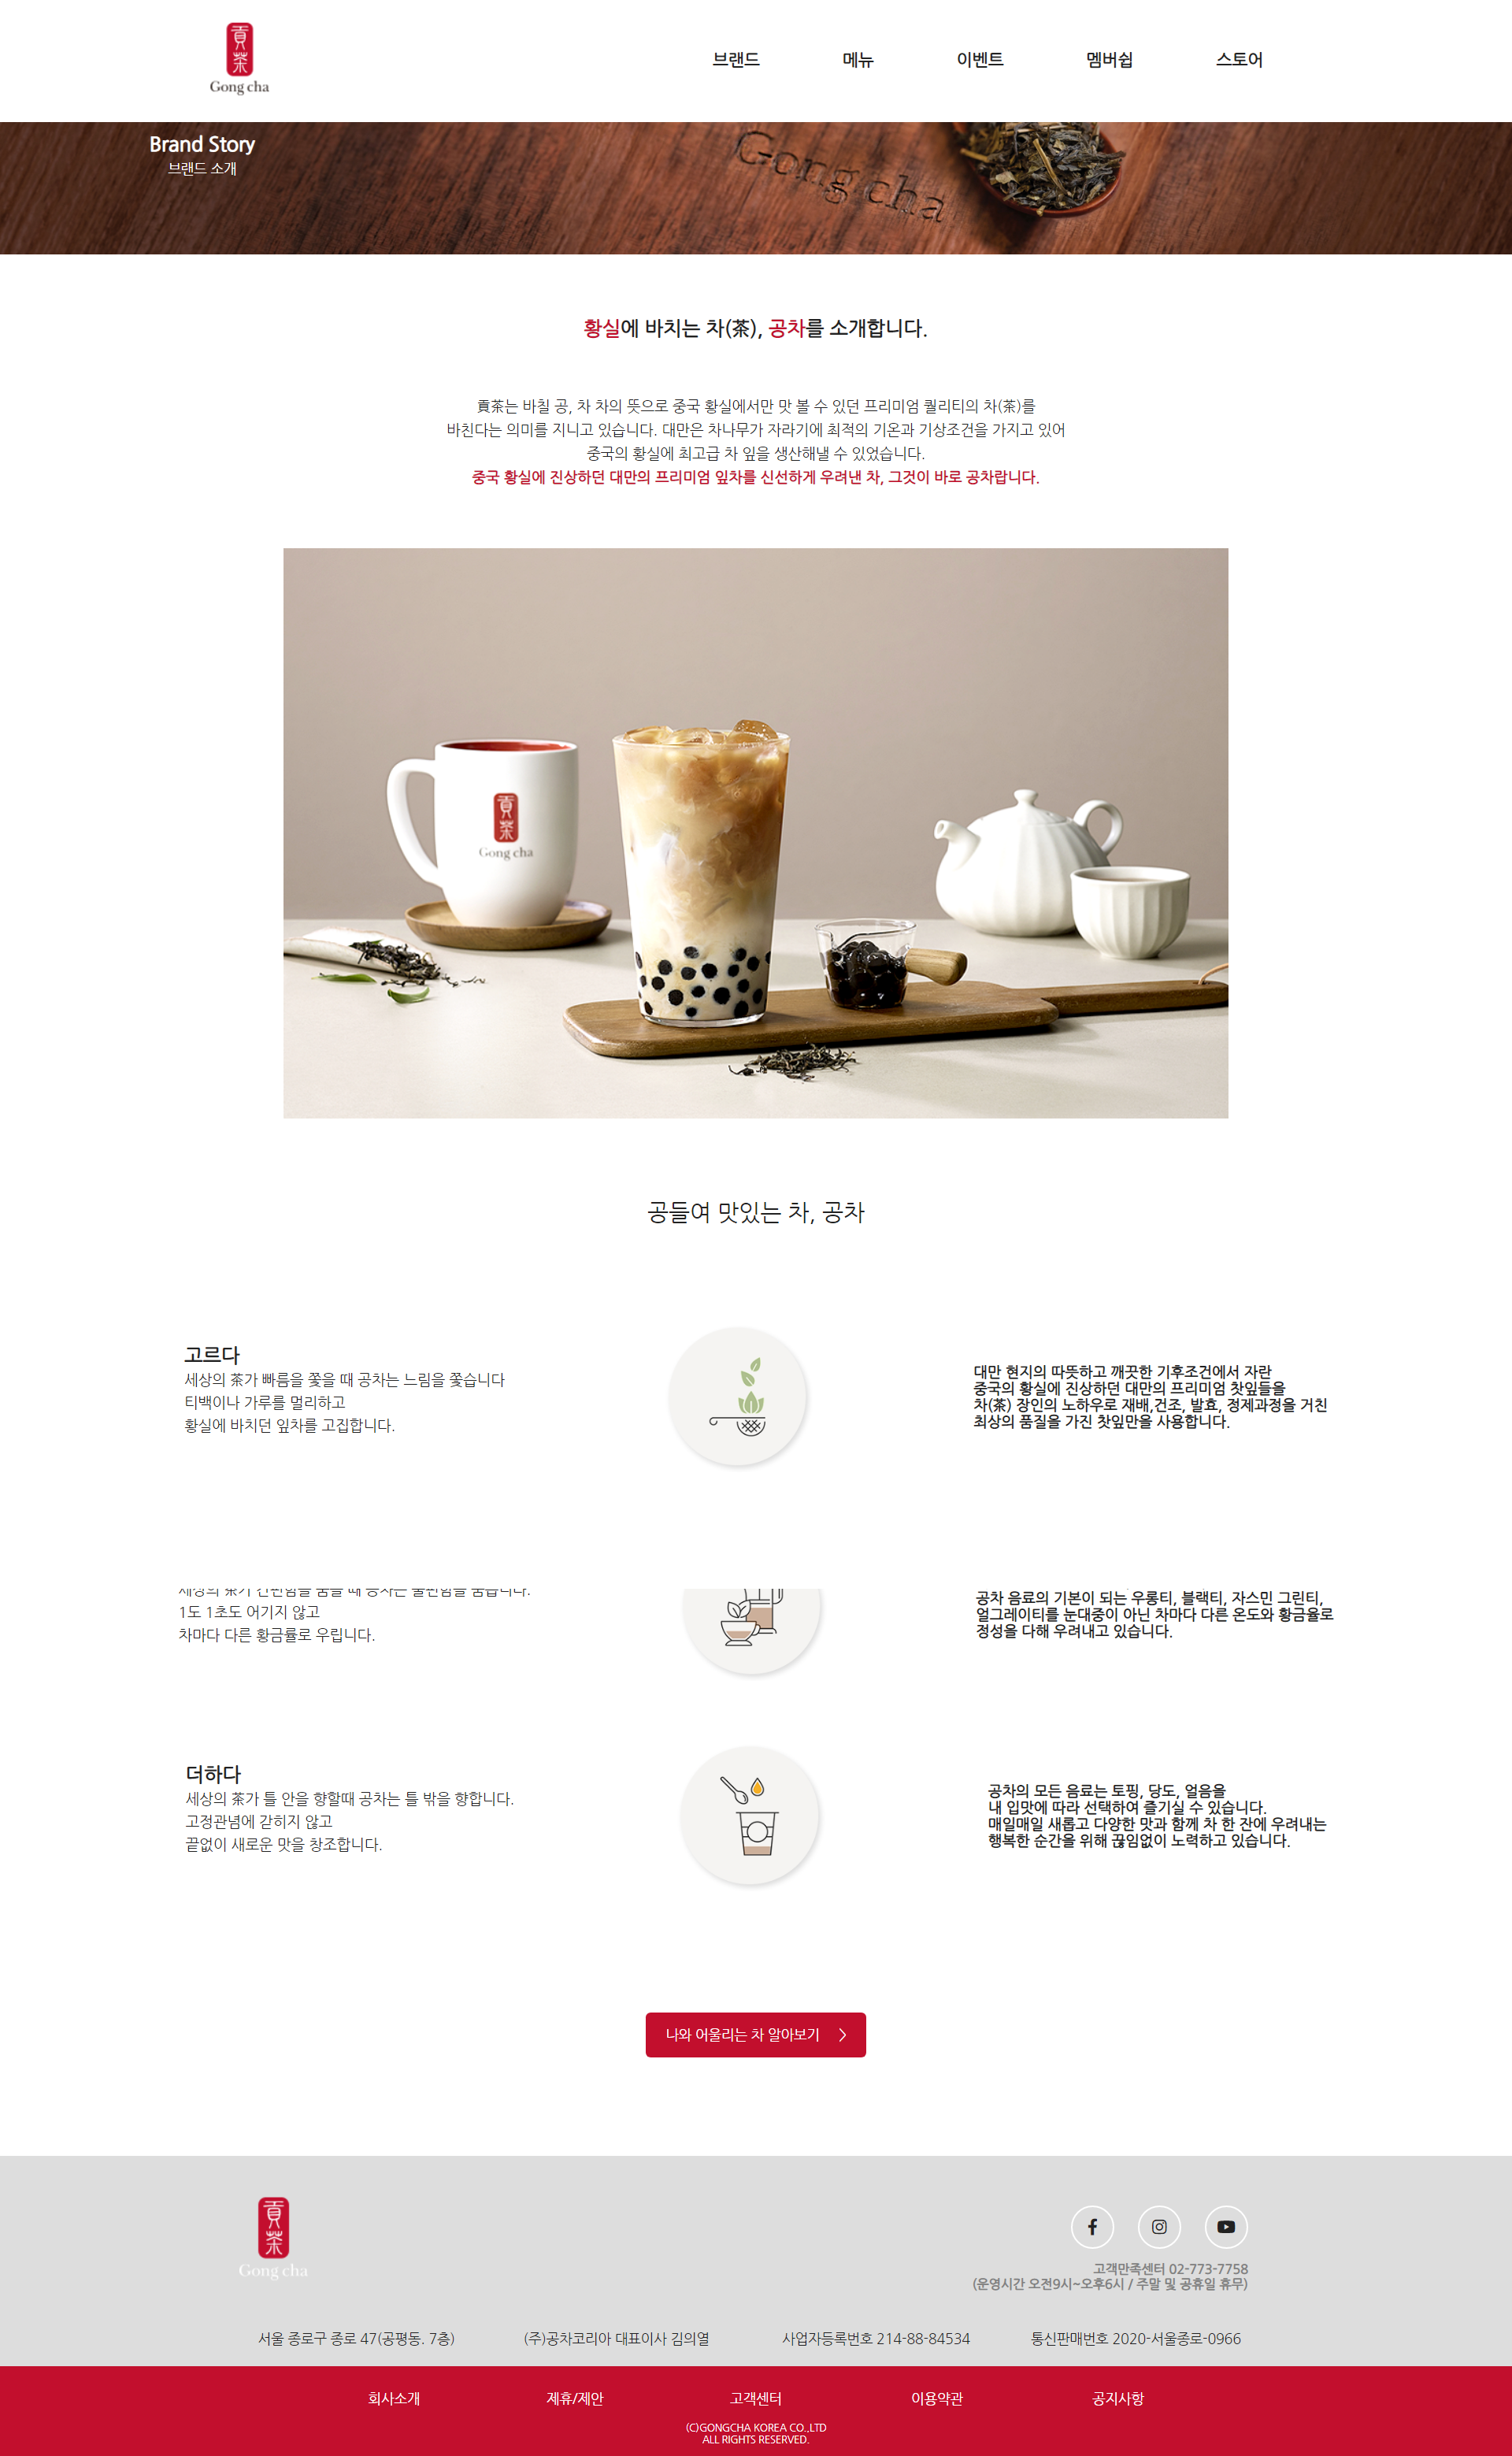 貢茶
Gong cha
브랜드
메뉴
이벤트
멤버쉽
스토어
Brand Story
브랜드 소개
Gong cha
황실에 바치는 차(茶), 공차를 소개합니다.
貢茶는 바칠 공, 차 차의 뜻으로 중국 황실에서만 맛 볼 수 있던 프리미엄 퀄리티의 차(茶)를
바친다는 의미를 지니고 있습니다. 대만은 차나무가 자라기에 최적의 기온과 기상조건을 가지고 있어
중국의 황실에 최고급 차 잎을 생산해낼 수 있었습니다.
중국 황실에 진상하던 대만의 프리미엄 잎차를 신선하게 우려낸 차, 그것이 바로 공차랍니다.
貢茶
Gong cha
공들여 맛있는 차, 공차
고르다
세상의 茶가 빠름을 쫓을 때 공차는 느림을 쫓습니다
티백이나 가루를 멀리하고
황실에 바치던 잎차를 고집합니다.
대만 현지의 따뜻하고 깨끗한 기후조건에서 자란
중국의 황실에 진상하던 대만의 프리미엄 찻잎들을
차(茶) 장인의 노하우로 재배,건조, 발효, 정제과정을 거친
최상의 품질을 가진 찻잎만을 사용합니다.
1도 1초도 어기지 않고
차마다 다른 황금률로 우립니다.
공차 음료의 기본이 되는 우롱티, 블랙티, 자스민 그린티,
얼그레이티를 눈대중이 아닌 차마다 다른 온도와 황금율로
정성을 다해 우려내고 있습니다.
더하다
세상의 茶가 틀 안을 향할때 공차는 틀 밖을 향합니다.
고정관념에 갇히지 않고
끝없이 새로운 맛을 창조합니다.
공차의 모든 음료는 토핑, 당도, 얼음을
내 입맛에 따라 선택하여 즐기실 수 있습니다.
매일매일 새롭고 다양한 맛과 함께 차 한 잔에 우려내는
행복한 순간을 위해 끊임없이 노력하고 있습니다.
나와 어울리는 차 알아보기
貢茶
Gong cha
고객만족센터 02-773-7758
(운영시간 오전9시~오후6시 / 주말 및 공휴일 휴무)
서울 종로구 종로 47(공평동. 7층)
(주)공차코리아 대표이사 김의열
사업자등록번호 214-88-84534
통신판매번호 2020-서울종로-0966
회사소개
제휴/제안
고객센터
이용약관
공지사항
(C)GONGCHA KOREA CO.,LTD
ALL RIGHTS RESERVED.